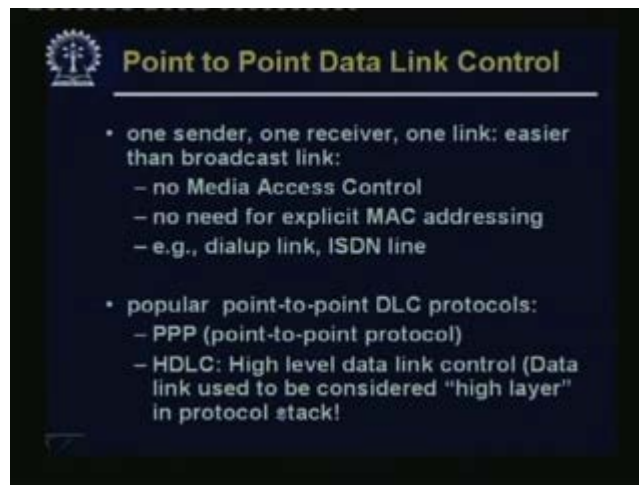 Point to Point Data Link Control
• one sender, one receiver, one link: easier
than broadcast link:
– no Media Access Control
– no need for explicit MAC addressing
– e.g., dialup link, ISDN line
• popular point-to-point DLC protocols:
– PPP (point-to-point protocol)
– HDLC: High level data link control (Data
link used to be considered “high layer”
in protocol stack!